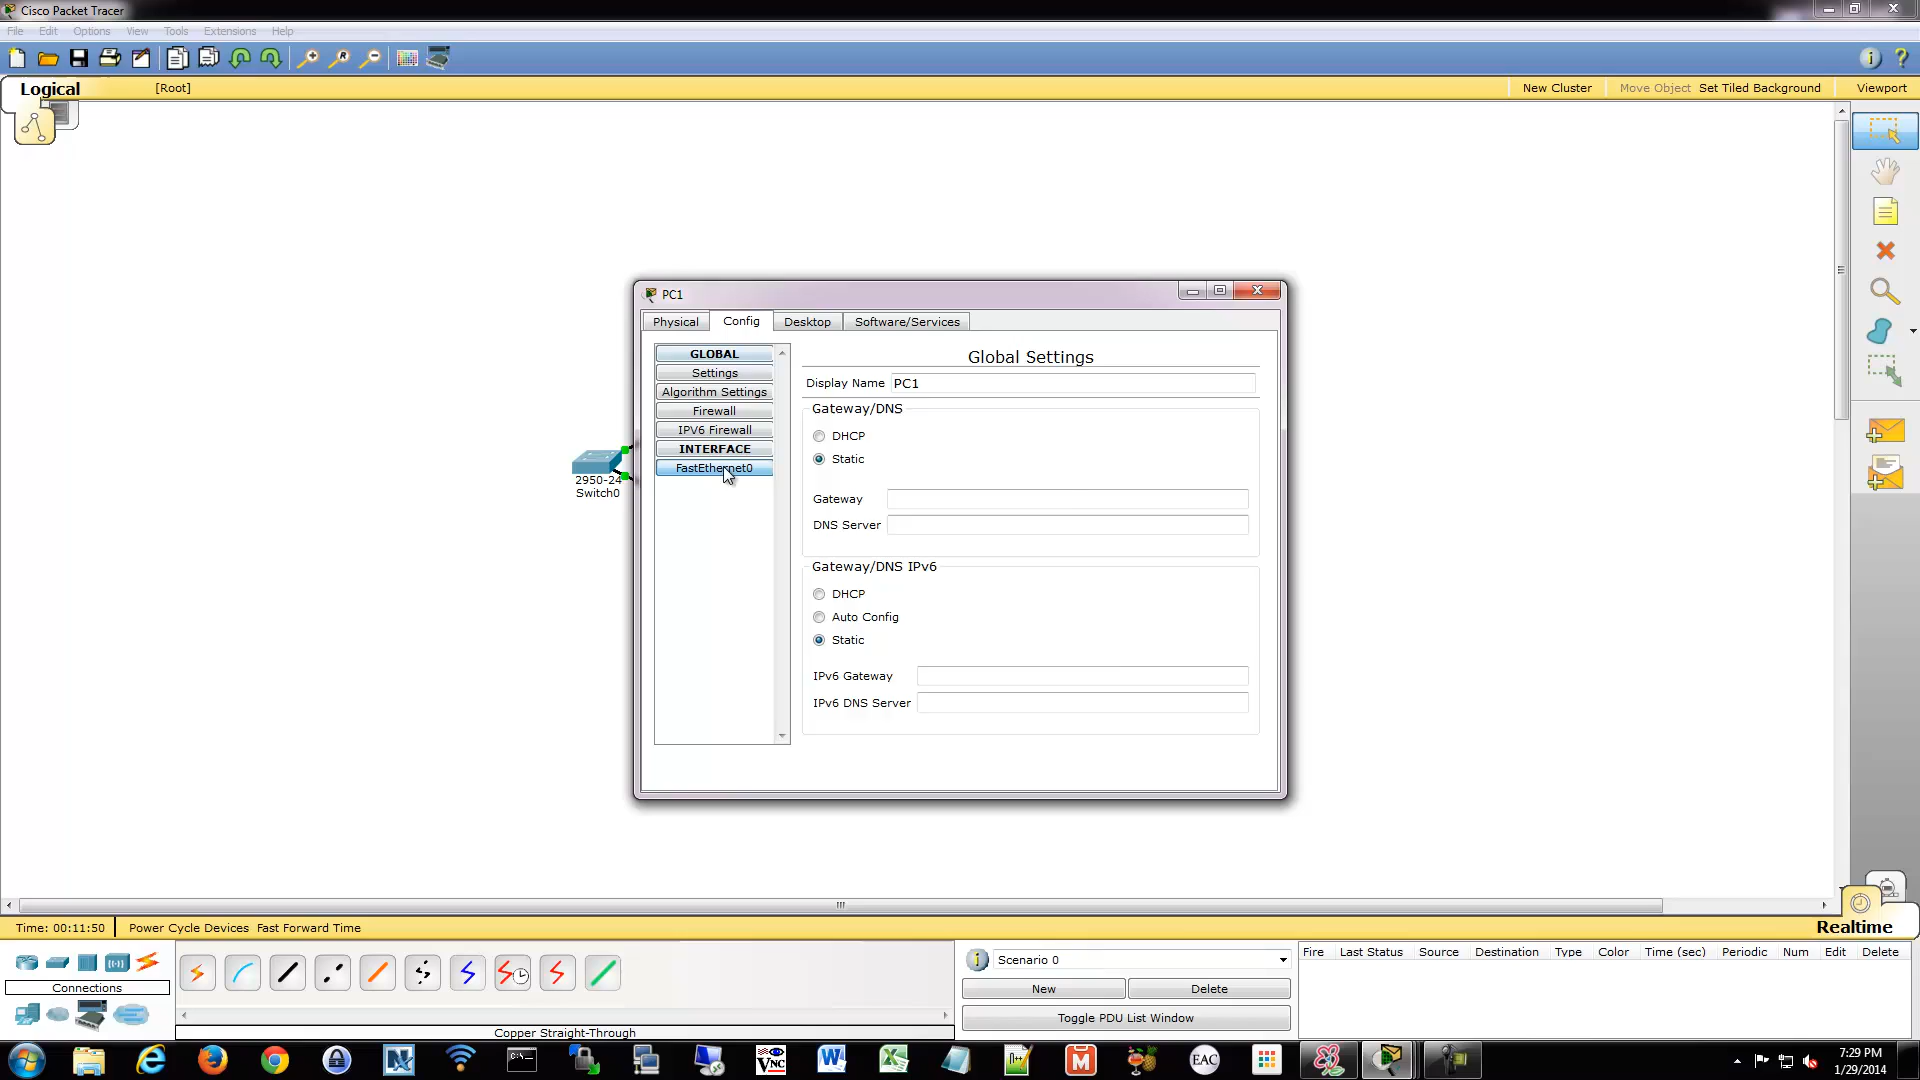 Cisco Packet Tracer
File Edit Options View Tools Extensions Help
Logical [Root] New Cluster Move Object Set Tiled Background Viewport
PC1
Physical Config Desktop Software/Services
GLOBAL
Settings
Algorithm Settings
Firewall
IPV6 Firewall
INTERFACE
FastEthernet0
Global Settings
Display Name PC1
Gateway/DNS
DHCP
Static
Gateway
DNS Server
Gateway/DNS IPv6
DHCP
Auto Config
Static
IPv6 Gateway
IPv6 DNS Server
2950-24
Switch0
Time: 00:11:50 Power Cycle Devices Fast Forward Time Realtime
Connections
Copper Straight-Through
Scenario 0
New Delete
Toggle PDU List Window
Fire Last Status Source Destination Type Color Time (sec) Periodic Num Edit Delete
VNC
EAC
7:29 PM
1/29/2014